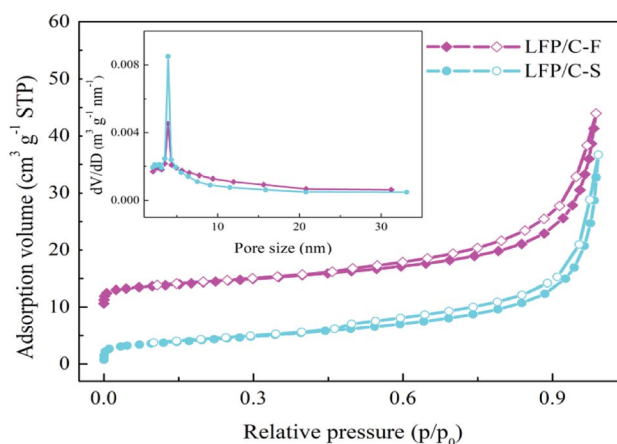 60
50
40
30
20
10
0
Adsorption volume (cm³ g⁻¹ STP)
0.0
0.3
0.6
0.9
Relative pressure (p/p₀)
LFP/C-F
LFP/C-S
0.008
0.004
0.000
dV/dD (m³ g⁻¹ nm⁻¹)
10
20
30
Pore size (nm)